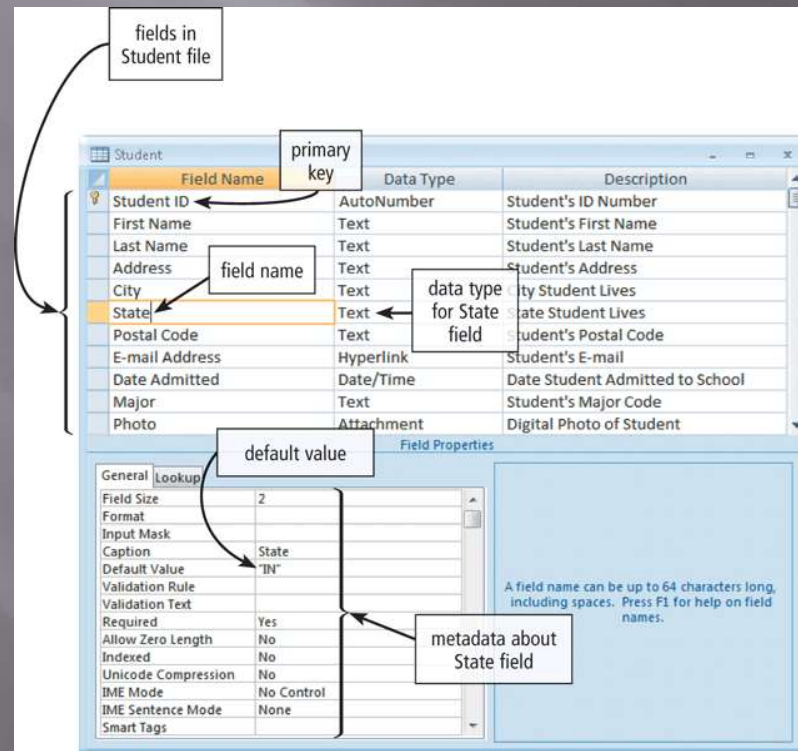 fields in
Student file
Student
primary
key
Field Name Data Type Description
Student ID AutoNumber Student's ID Number
First Name Text Student's First Name
Last Name Text Student's Last Name
Address Text Student's Address
field name
City Text City Student Lives
State Text State Student Lives
data type
for State
field
Postal Code Text Student's Postal Code
E-mail Address Hyperlink Student's E-mail
Date Admitted Date/Time Date Student Admitted to School
Major Text Student's Major Code
Photo Attachment Digital Photo of Student
Field Properties
default value
General Lookup
Field Size 2
Format
Input Mask
Caption State
Default Value "IN"
Validation Rule
Validation Text
Required Yes
Allow Zero Length No
Indexed No
Unicode Compression No
IME Mode No Control
IME Sentence Mode None
Smart Tags
metadata about
State field
A field name can be up to 64 characters long,
including spaces. Press F1 for help on field
names.